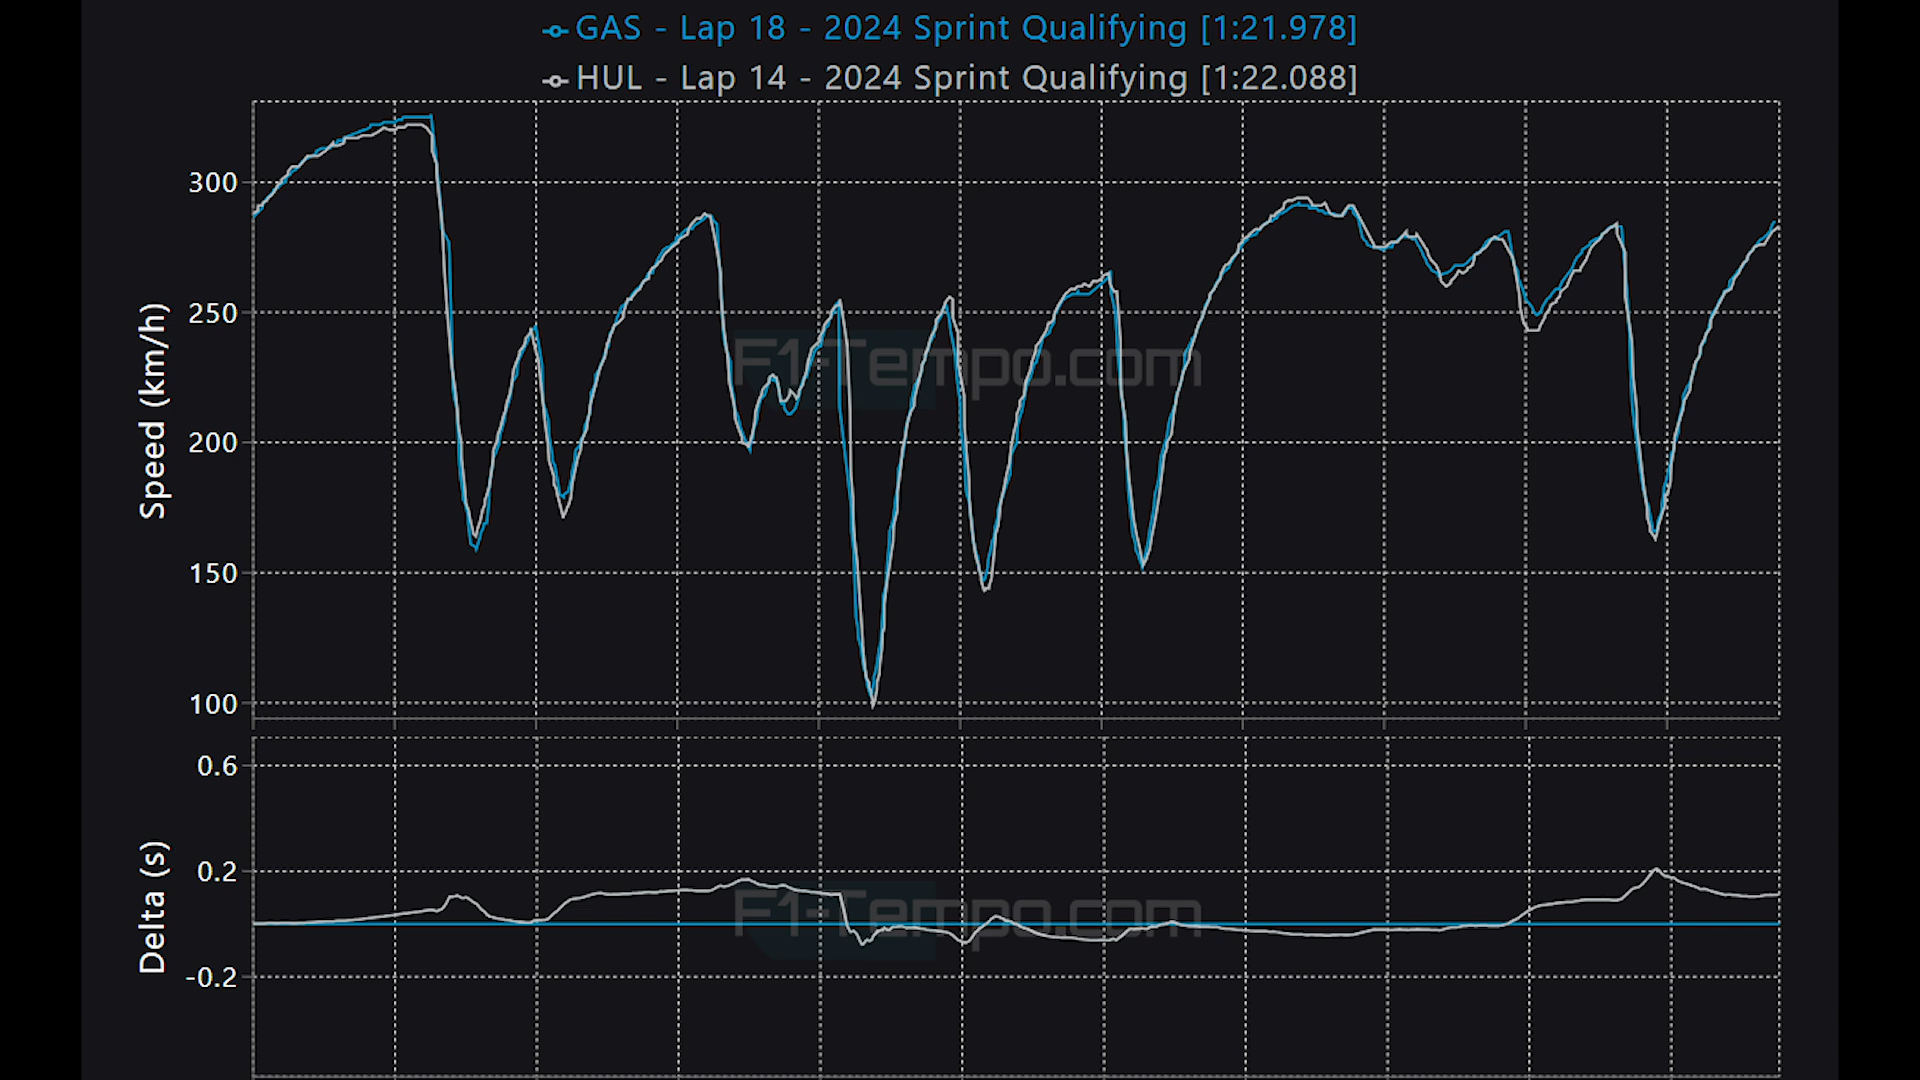 GAS - Lap 18 - 2024 Sprint Qualifying [1:21.978]
HUL - Lap 14 - 2024 Sprint Qualifying [1:22.088]
300
250
200
150
100
Speed (km/h)
F1-Tempo.com
0.6
0.2
-0.2
Delta (s)
F1-Tempo.com